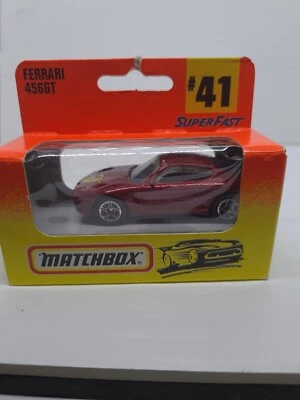 FERRARI
456GT
#41
SUPERFAST
MATCHBOX